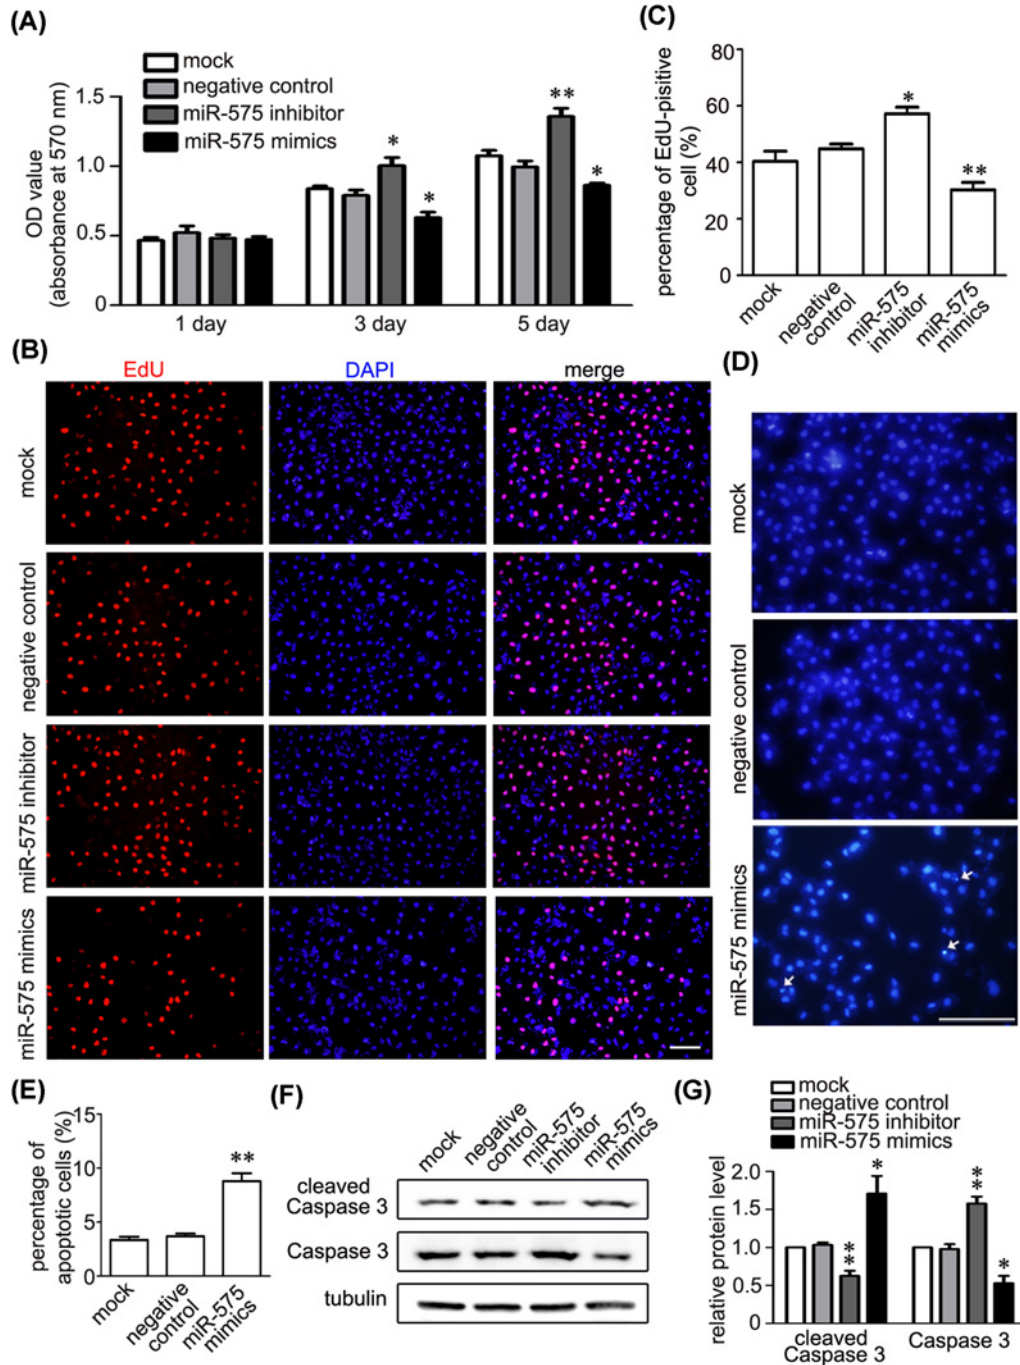 (A)
mock
negative control
miR-575 inhibitor
miR-575 mimics
OD value
(absorbance at 570 nm)
1.5
1.0
0.5
0
*
*
**
*
1 day
3 day
5 day
(C)
percentage of EdU-pisitive
cell (%)
80
60
40
20
0
*
**
mock
negative
control
miR-575
inhibitor
miR-575
mimics
(B)
EdU
DAPI
merge
mock
negative control
miR-575 inhibitor
miR-575 mimics
(D)
mock
negative control
miR-575 mimics
(E)
percentage of
apoptotic cells (%)
15
10
5
0
**
mock
negative
control
miR-575
mimics
(F)
mock
negative
control
miR-575
inhibitor
miR-575
mimics
cleaved
Caspase 3
Caspase 3
tubulin
(G)
mock
negative control
miR-575 inhibitor
miR-575 mimics
relative protein level
2.0
1.5
1.0
0.5
0
**
*
**
*
cleaved
Caspase 3
Caspase 3